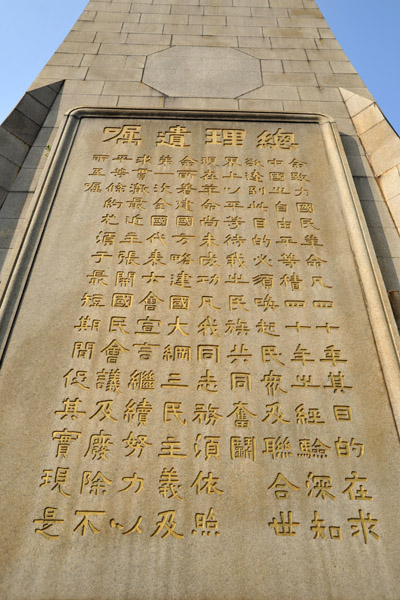 總理遺囑
余致力國民革命凡亖十年其目的在求
中國之自由平等積亖十年之經驗深知
欲達到此目的必須喚起民眾及聯合世
界上以平等待我之民族共同奮鬬
現在革命尚未成功凡我同志務須依照
余所著建國方略建國大綱三民主義及
第一次全國代表大會宣言繼續努力以
求貫澈最近主張開國民會議及廢除不
平等條約尤須於最短期間促其實現是
所至囑